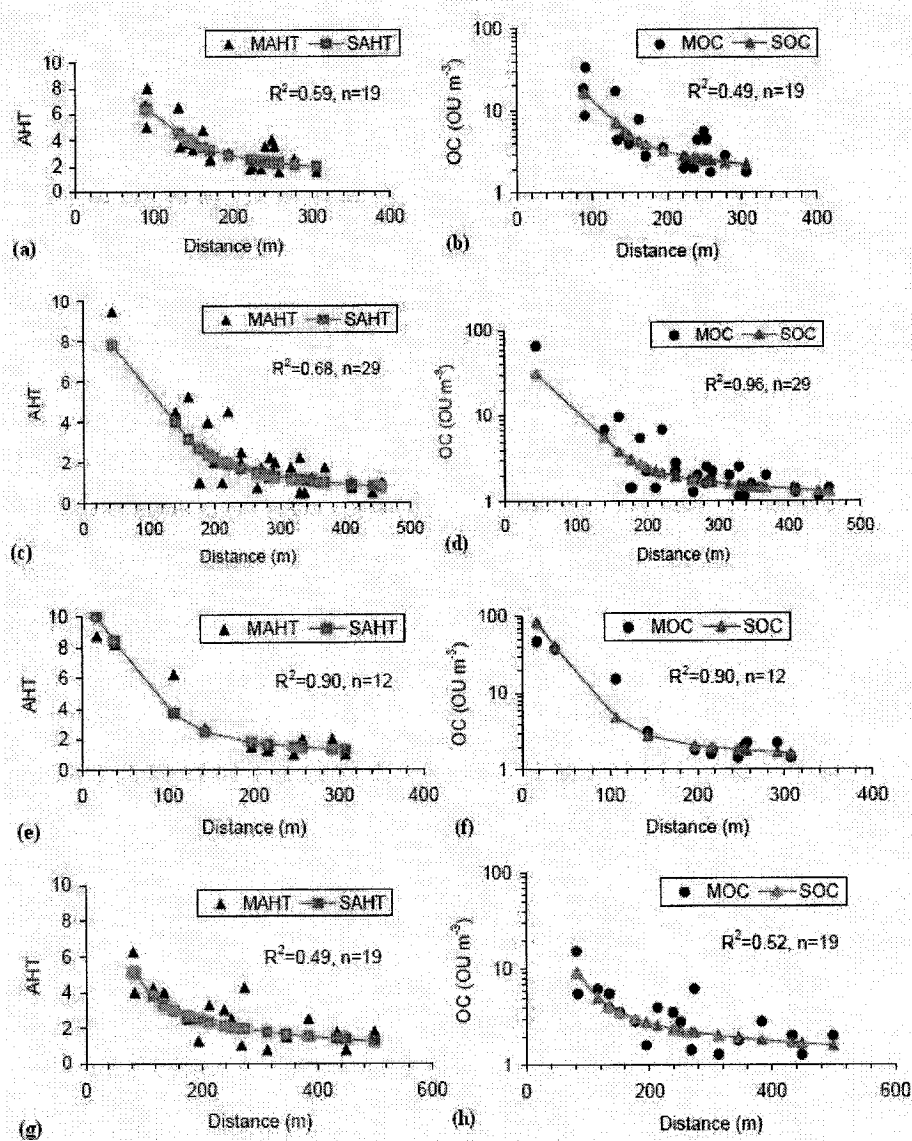 MAHT SAHT
R²=0.59, n=19
AHT
10
8
6
4
2
0
0 100 200 300 400
Distance (m)
(a)
MOC SOC
R²=0.49, n=19
OC (OU m⁻³)
100
10
1
0 100 200 300 400
Distance (m)
(b)
MAHT SAHT
R²=0.68, n=29
AHT
10
8
6
4
2
0
0 100 200 300 400 500
Distance (m)
(c)
MOC SOC
R²=0.96, n=29
OC (OU m⁻³)
100
10
1
0 100 200 300 400 500
Distance (m)
(d)
MAHT SAHT
R²=0.90, n=12
AHT
10
8
6
4
2
0
0 100 200 300 400
Distance (m)
(e)
MOC SOC
R²=0.90, n=12
OC (OU m⁻³)
100
10
1
0 100 200 300 400
Distance (m)
(f)
MAHT SAHT
R²=0.49, n=19
AHT
10
8
6
4
2
0
0 200 400 600
Distance (m)
(g)
MOC SOC
R²=0.52, n=19
OC (OU m⁻³)
100
10
1
0 200 400 600
Distance (m)
(h)